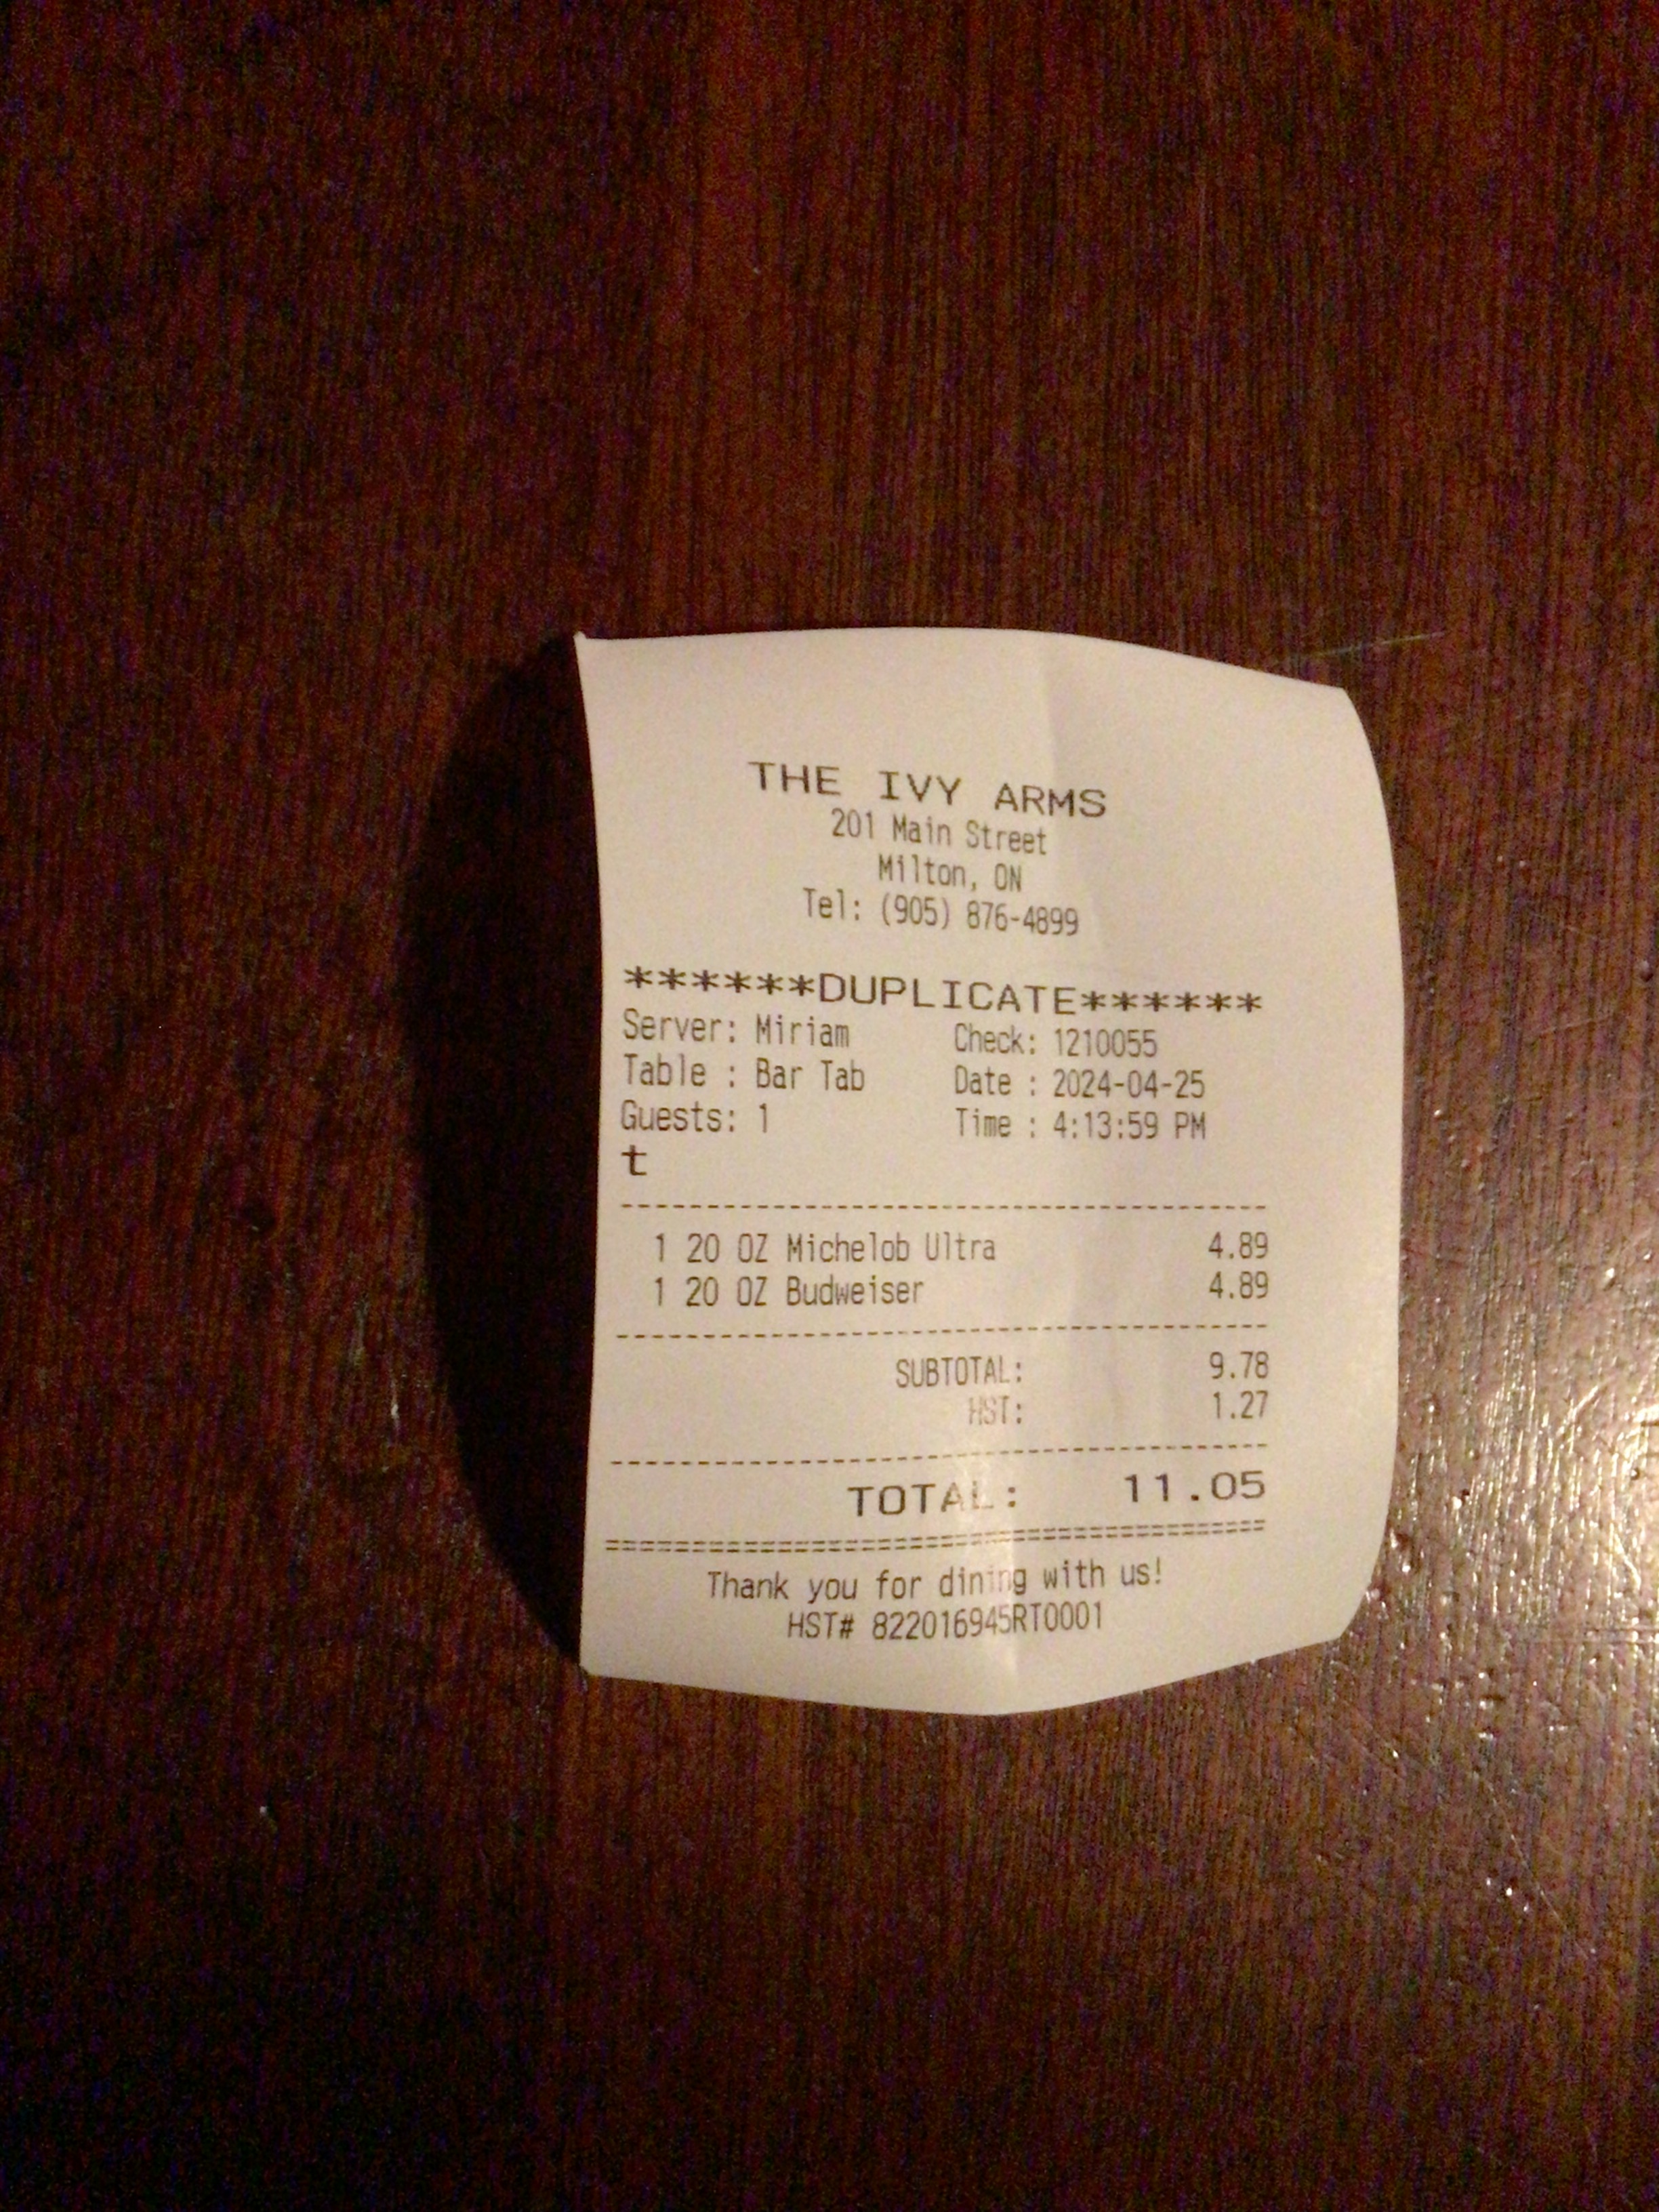 THE IVY ARMS
201 Main Street
Milton, ON
Tel: (905) 876-4899
******DUPLICATE******
Server: Miriam Check: 1210055
Table : Bar Tab Date : 2024-04-25
Guests: 1 Time : 4:13:59 PM
t
--------------------------------------
1 20 OZ Michelob Ultra 4.89
1 20 OZ Budweiser 4.89
--------------------------------------
SUBTOTAL: 9.78
HST: 1.27
--------------------------------------
TOTAL: 11.05
======================================
Thank you for dining with us!
HST# 822016945RT0001